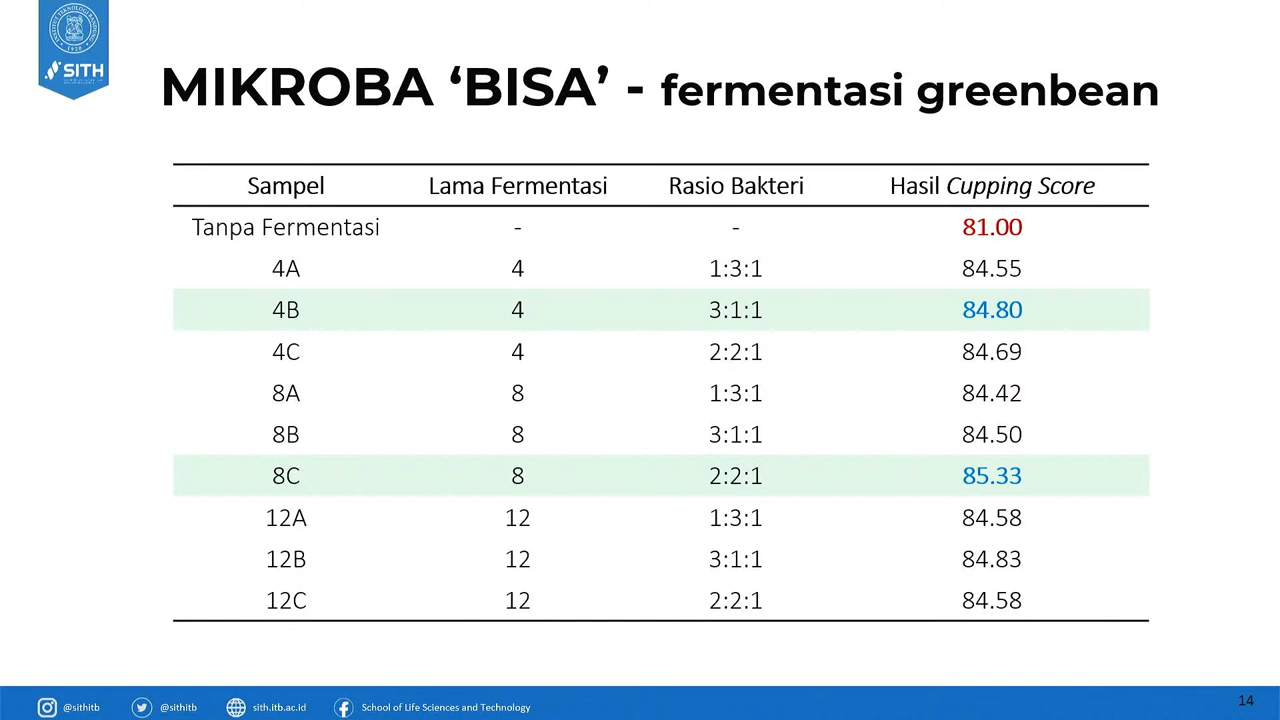 INSTITUT TEKNOLOGI BANDUNG
1920
SITH
MIKROBA ‘BISA’ - fermentasi greenbean
Sampel Lama Fermentasi Rasio Bakteri Hasil Cupping Score
Tanpa Fermentasi - - 81.00
4A 4 1:3:1 84.55
4B 4 3:1:1 84.80
4C 4 2:2:1 84.69
8A 8 1:3:1 84.42
8B 8 3:1:1 84.50
8C 8 2:2:1 85.33
12A 12 1:3:1 84.58
12B 12 3:1:1 84.83
12C 12 2:2:1 84.58
@sithitb @sithitb sith.itb.ac.id School of Life Sciences and Technology 14